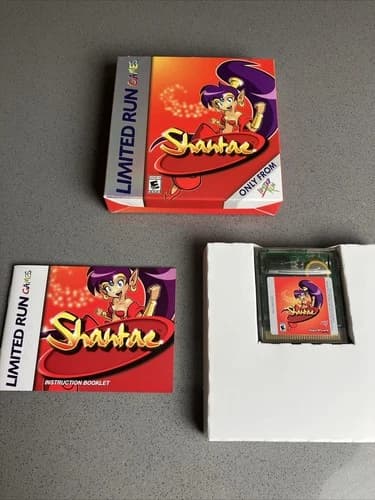 LIMITED RUN GAMES
Shantae
ONLY FROM
LIMITED RUN GAMES
Shantae
INSTRUCTION BOOKLET
Shantae